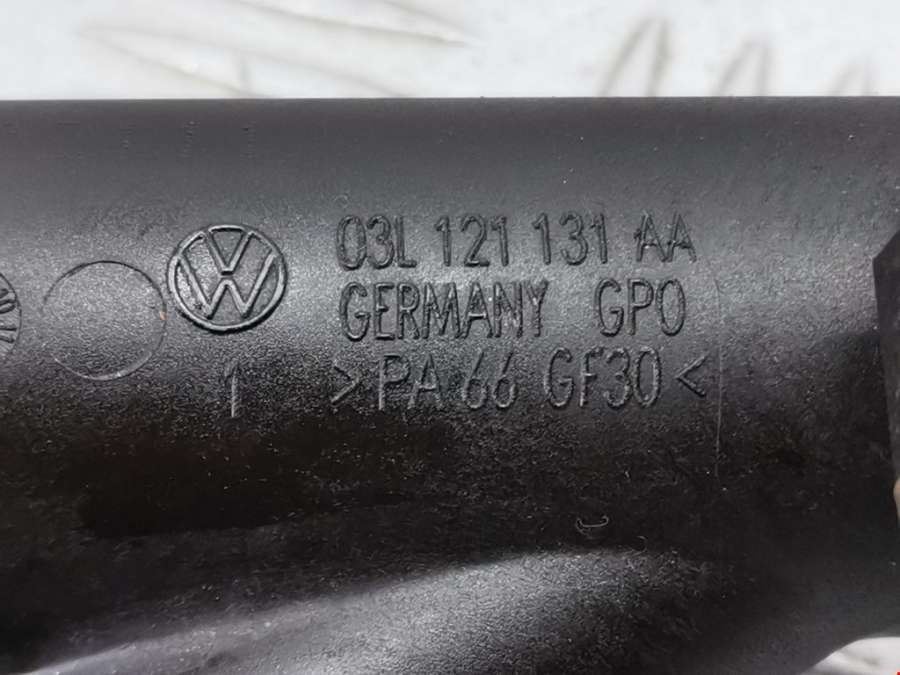 03L 121 131 AA
GERMANY GPO
1 >PA 66 GF30<